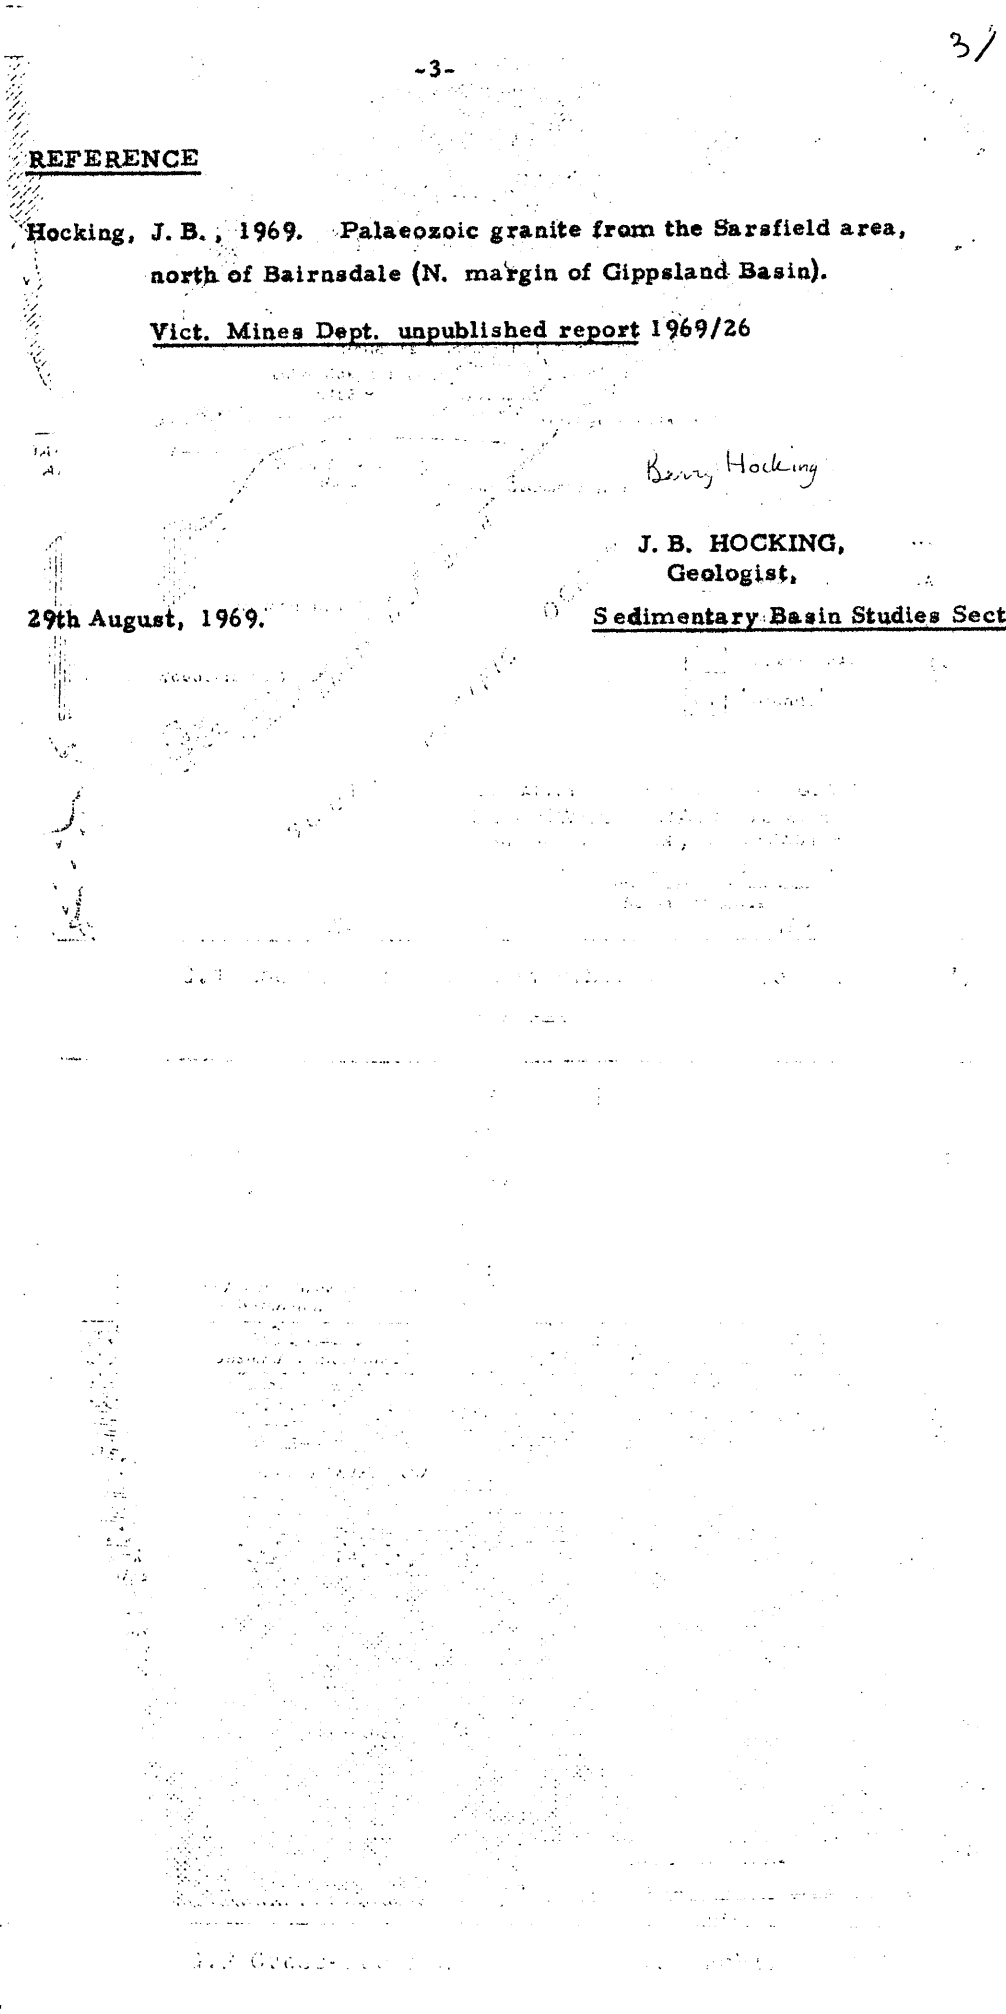 3/
-3-
REFERENCE
Hocking, J. B., 1969. Palaeozoic granite from the Sarsfield area,
north of Bairnsdale (N. margin of Gippsland Basin).
Vict. Mines Dept. unpublished report 1969/26
Berry Hocking
J. B. HOCKING,
Geologist,
29th August, 1969. Sedimentary Basin Studies Sect